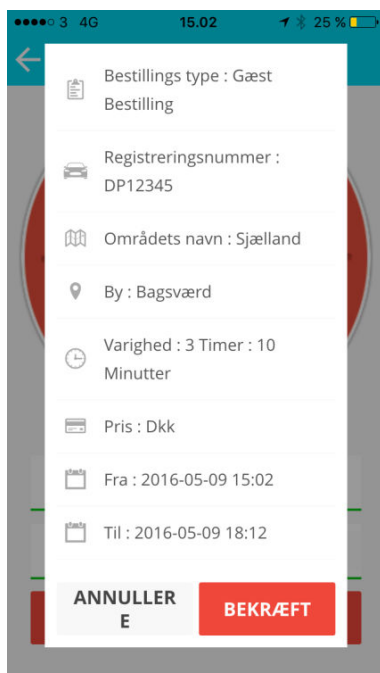 3 4G 15.02 25 %
Bestillings type : Gæst
Bestilling
Registreringsnummer :
DP12345
Områdets navn : Sjælland
By : Bagsværd
Varighed : 3 Timer : 10
Minutter
Pris : Dkk
Fra : 2016-05-09 15:02
Til : 2016-05-09 18:12
ANNULLER
E
BEKRÆFT